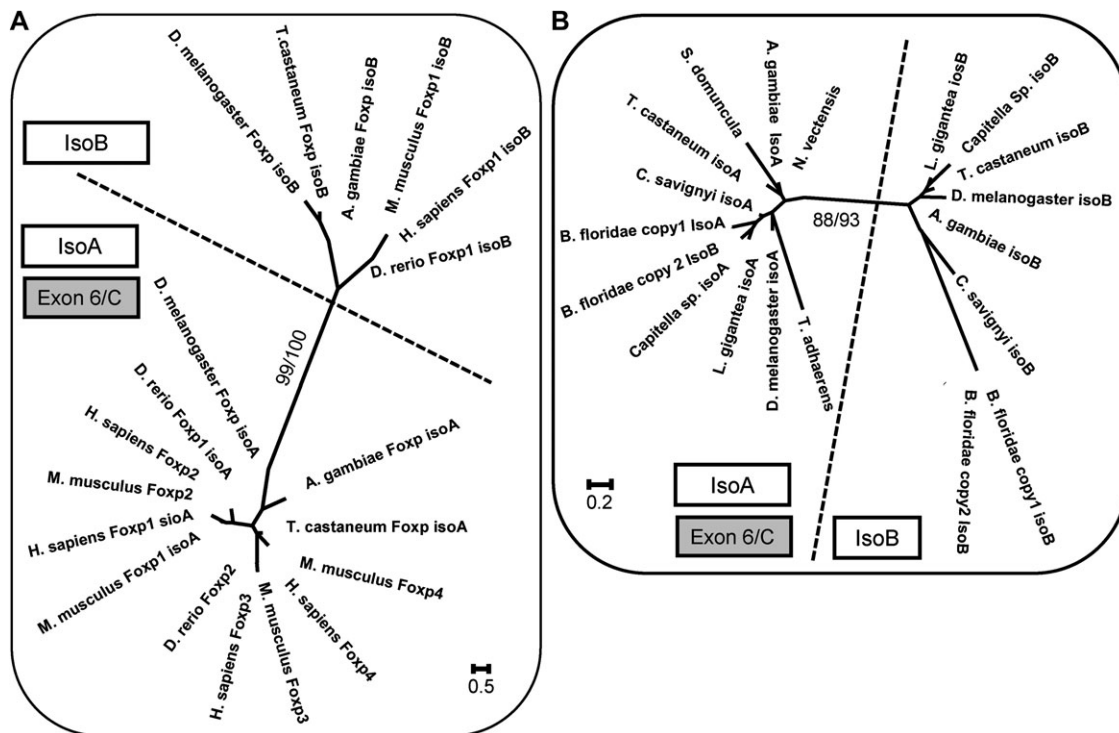 A
D. melanogaster Foxp isoB
T.castaneum Foxp isoB
A. gambiae Foxp isoB
M. musculus Foxp1 isoB
H. sapiens Foxp1 isoB
D. rerio Foxp1 isoB
IsoB
IsoA
Exon 6/C
99/100
D. melanogaster Foxp isoA
D. rerio Foxp1 isoA
H. sapiens Foxp2
M. musculus Foxp2
H. sapiens Foxp1 sioA
M. musculus Foxp1 isoA
D. rerio Foxp2
H. sapiens Foxp3
M. musculus Foxp3
H. sapiens Foxp4
M. musculus Foxp4
T. castaneum Foxp isoA
A. gambiae Foxp isoA
0.5
B
S. domuncula
A. gambiae IsoA
N. vectensis
T. castaneum isoA
C. savignyi isoA
B. floridae copy1 IsoA
B. floridae copy 2 IsoB
Capitella sp. isoA
L. gigantea isoA
D. melanogaster isoA
T. adhaerens
88/93
L. gigantea iosB
Capitella Sp. isoB
T. castaneum isoB
D. melanogaster isoB
A. gambiae isoB
C. savignyi isoB
B. floridae copy1 isoB
B. floridae copy2 IsoB
0.2
IsoA
Exon 6/C
IsoB